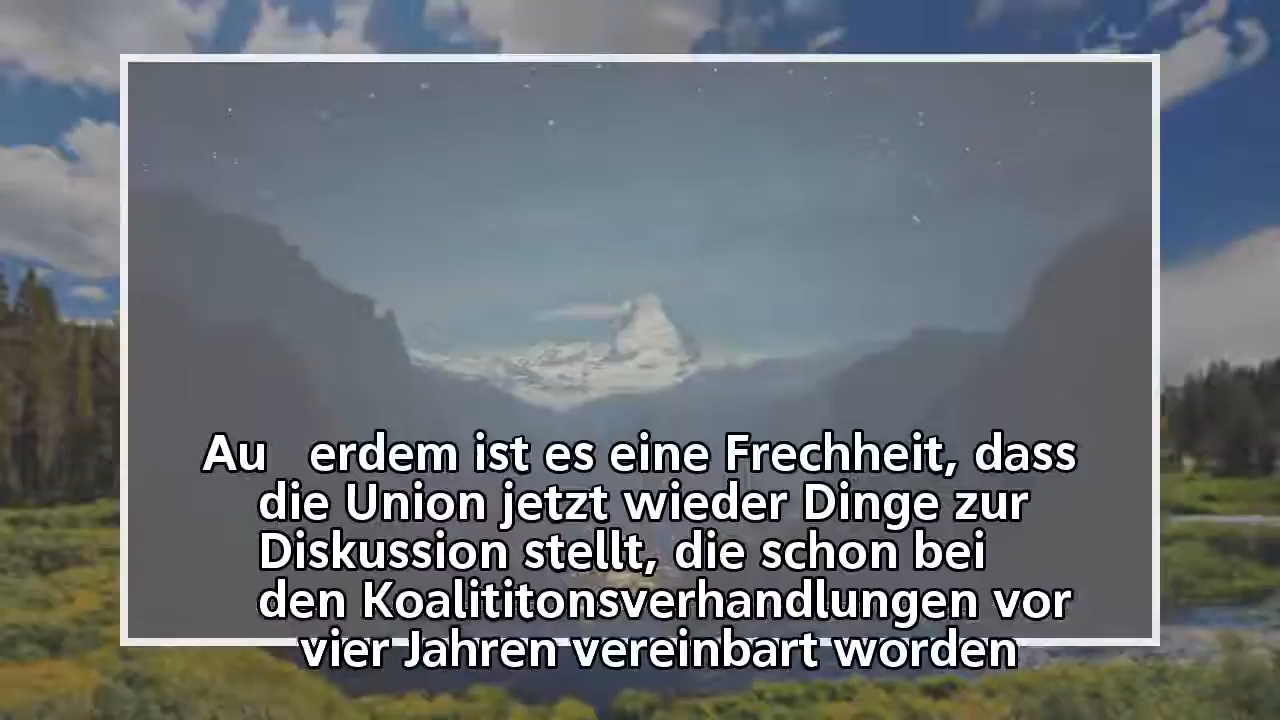 Au erdem ist es eine Frechheit, dass
die Union jetzt wieder Dinge zur
Diskussion stellt, die schon bei
den Koalititonsverhandlungen vor
vier Jahren vereinbart worden